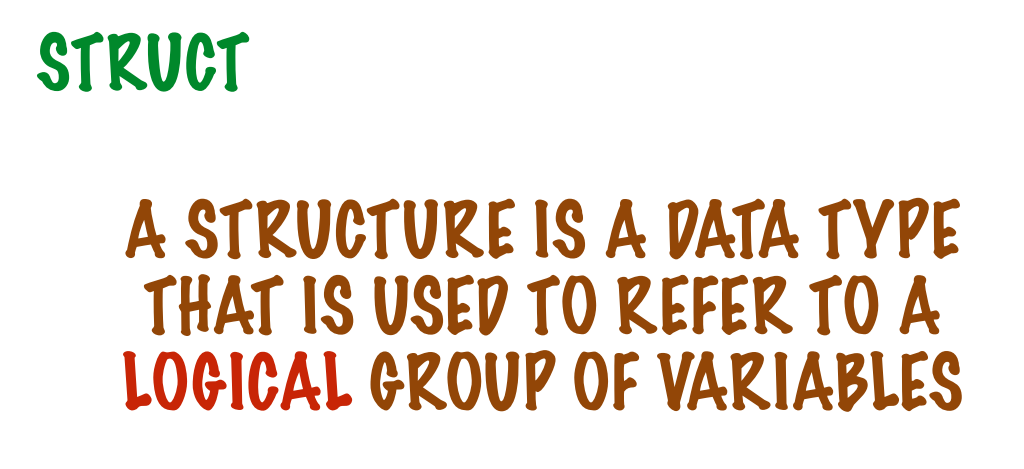 STRUCT
A STRUCTURE IS A DATA TYPE
THAT IS USED TO REFER TO A
LOGICAL GROUP OF VARIABLES